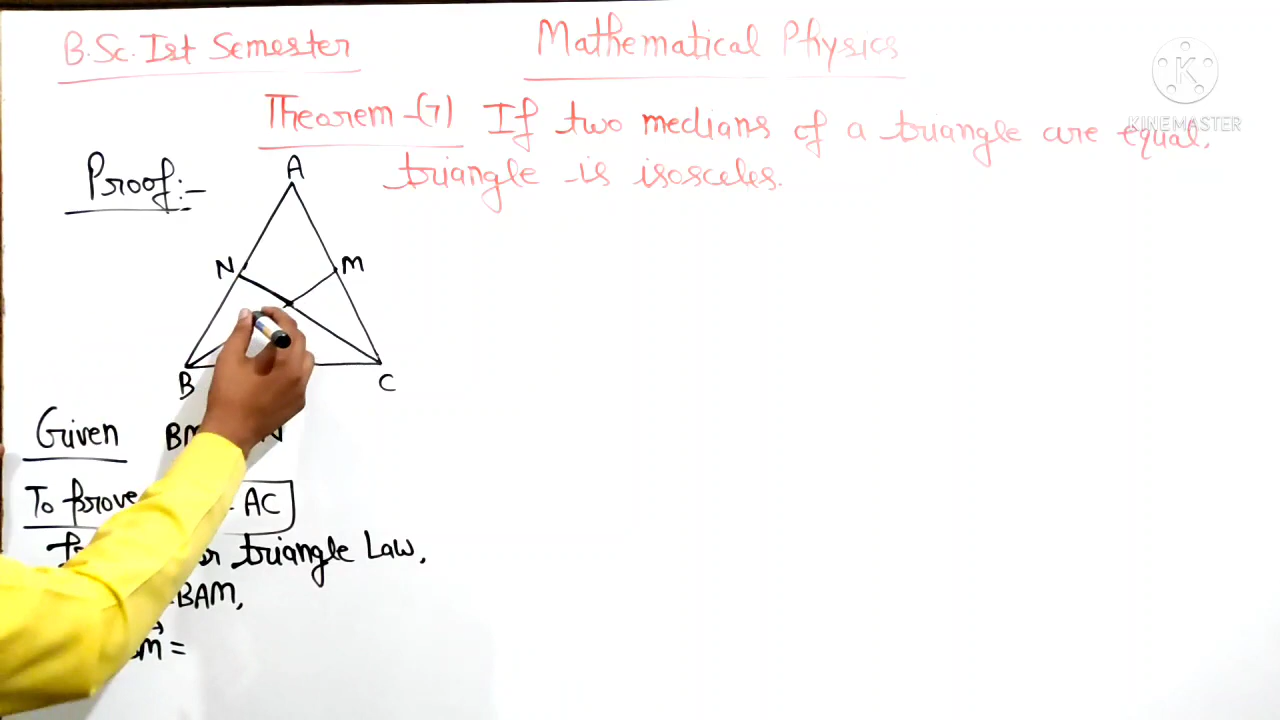 B.Sc. Ist Semester
Mathematical Physics
K
KINEMASTER
Theorem-(7) If two medians of a triangle are equal,
triangle is isosceles.
Proof:-
A
N
M
B
C
Given BM N
To prove AC
triangle Law,
BAM,
M =